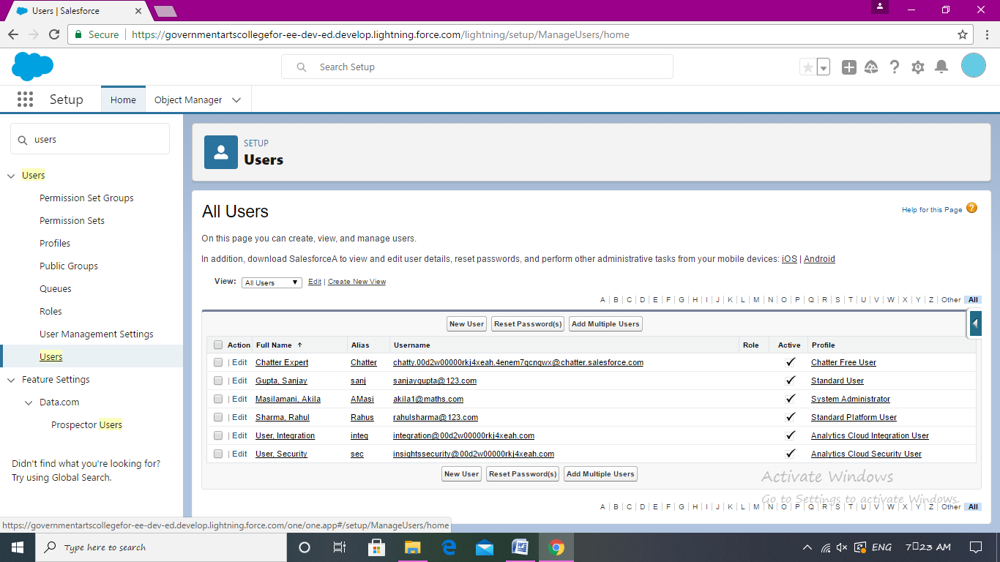 Users | Salesforce
Secure https://governmentartscollegefor-ee-dev-ed.develop.lightning.force.com/lightning/setup/ManageUsers/home
Search Setup
Setup Home Object Manager
users
Users
Permission Set Groups
Permission Sets
Profiles
Public Groups
Queues
Roles
User Management Settings
Users
Feature Settings
Data.com
Prospector Users
Didn't find what you're looking for?
Try using Global Search.
SETUP
Users
All Users
Help for this Page ?
On this page you can create, view, and manage users.
In addition, download SalesforceA to view and edit user details, reset passwords, and perform other administrative tasks from your mobile devices: iOS | Android
View: All Users Edit | Create New View
A | B | C | D | E | F | G | H | I | J | K | L | M | N | O | P | Q | R | S | T | U | V | W | X | Y | Z | Other All
New User Reset Password(s) Add Multiple Users
Action Full Name ↑ Alias Username Role Active Profile
| Edit Chatter Expert Chatter chatty.00d2w00000rkj4xeah.4enem7qcnqwx@chatter.salesforce.com ✓ Chatter Free User
| Edit Gupta, Sanjay sanj sanjaygupta@123.com ✓ Standard User
| Edit Masilamani, Akila AMasi akila1@maths.com ✓ System Administrator
| Edit Sharma, Rahul Rahus rahulsharma@123.com ✓ Standard Platform User
| Edit User, Integration integ integration@00d2w00000rkj4xeah.com ✓ Analytics Cloud Integration User
| Edit User, Security sec insightssecurity@00d2w00000rkj4xeah.com ✓ Analytics Cloud Security User
New User Reset Password(s) Add Multiple Users
Activate Windows
Go to Settings to activate Windows.
A | B | C | D | E | F | G | H | I | J | K | L | M | N | O | P | Q | R | S | T | U | V | W | X | Y | Z | Other All
https://governmentartscollegefor-ee-dev-ed.develop.lightning.force.com/one/one.app#/setup/ManageUsers/home
Type here to search
ENG 7▯23 AM